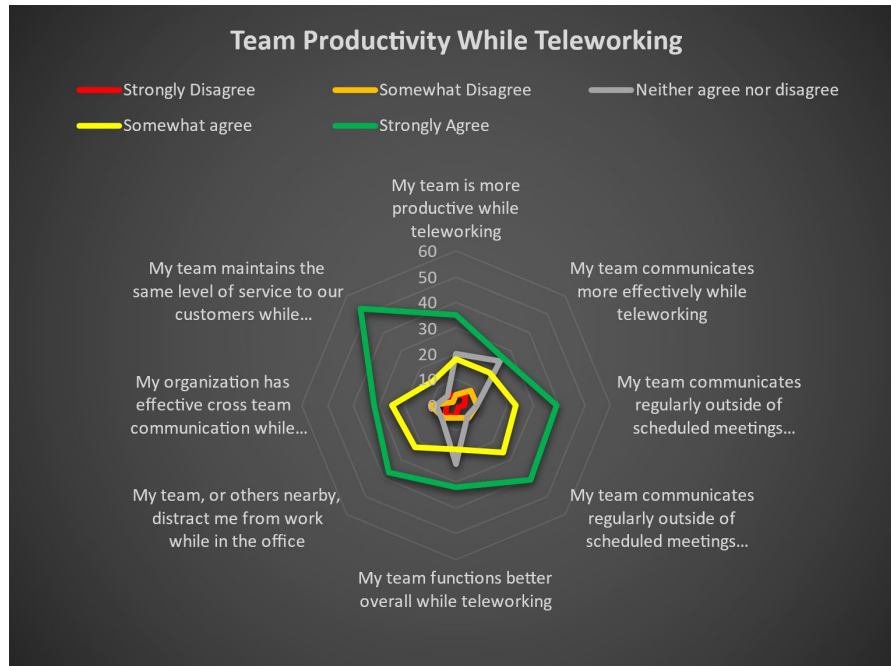 Team Productivity While Teleworking
Strongly Disagree
Somewhat Disagree
Neither agree nor disagree
Somewhat agree
Strongly Agree
My team is more
productive while
teleworking
My team communicates
more effectively while
teleworking
My team communicates
regularly outside of
scheduled meetings…
My team communicates
regularly outside of
scheduled meetings…
My team functions better
overall while teleworking
My team, or others nearby,
distract me from work
while in the office
My organization has
effective cross team
communication while…
My team maintains the
same level of service to our
customers while…
60
50
40
30
20
10
0